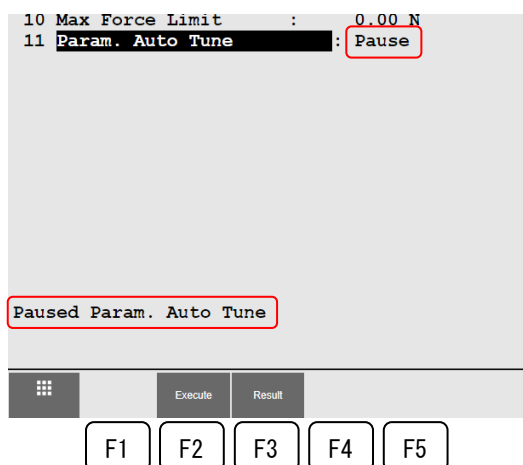 10 Max Force Limit : 0.00 N
11 Param. Auto Tune : Pause
Paused Param. Auto Tune
Execute Result
F1 F2 F3 F4 F5